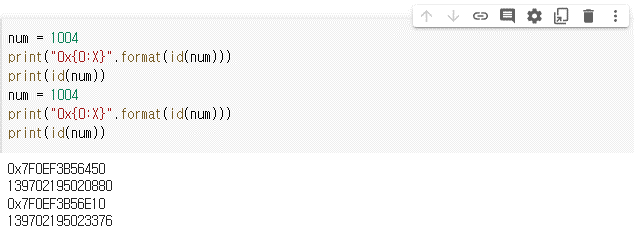 num = 1004
print("0x{0:X}".format(id(num)))
print(id(num))
num = 1004
print("0x{0:X}".format(id(num)))
print(id(num))
0x7F0EF3B56450
139702195020880
0x7F0EF3B56E10
139702195023376